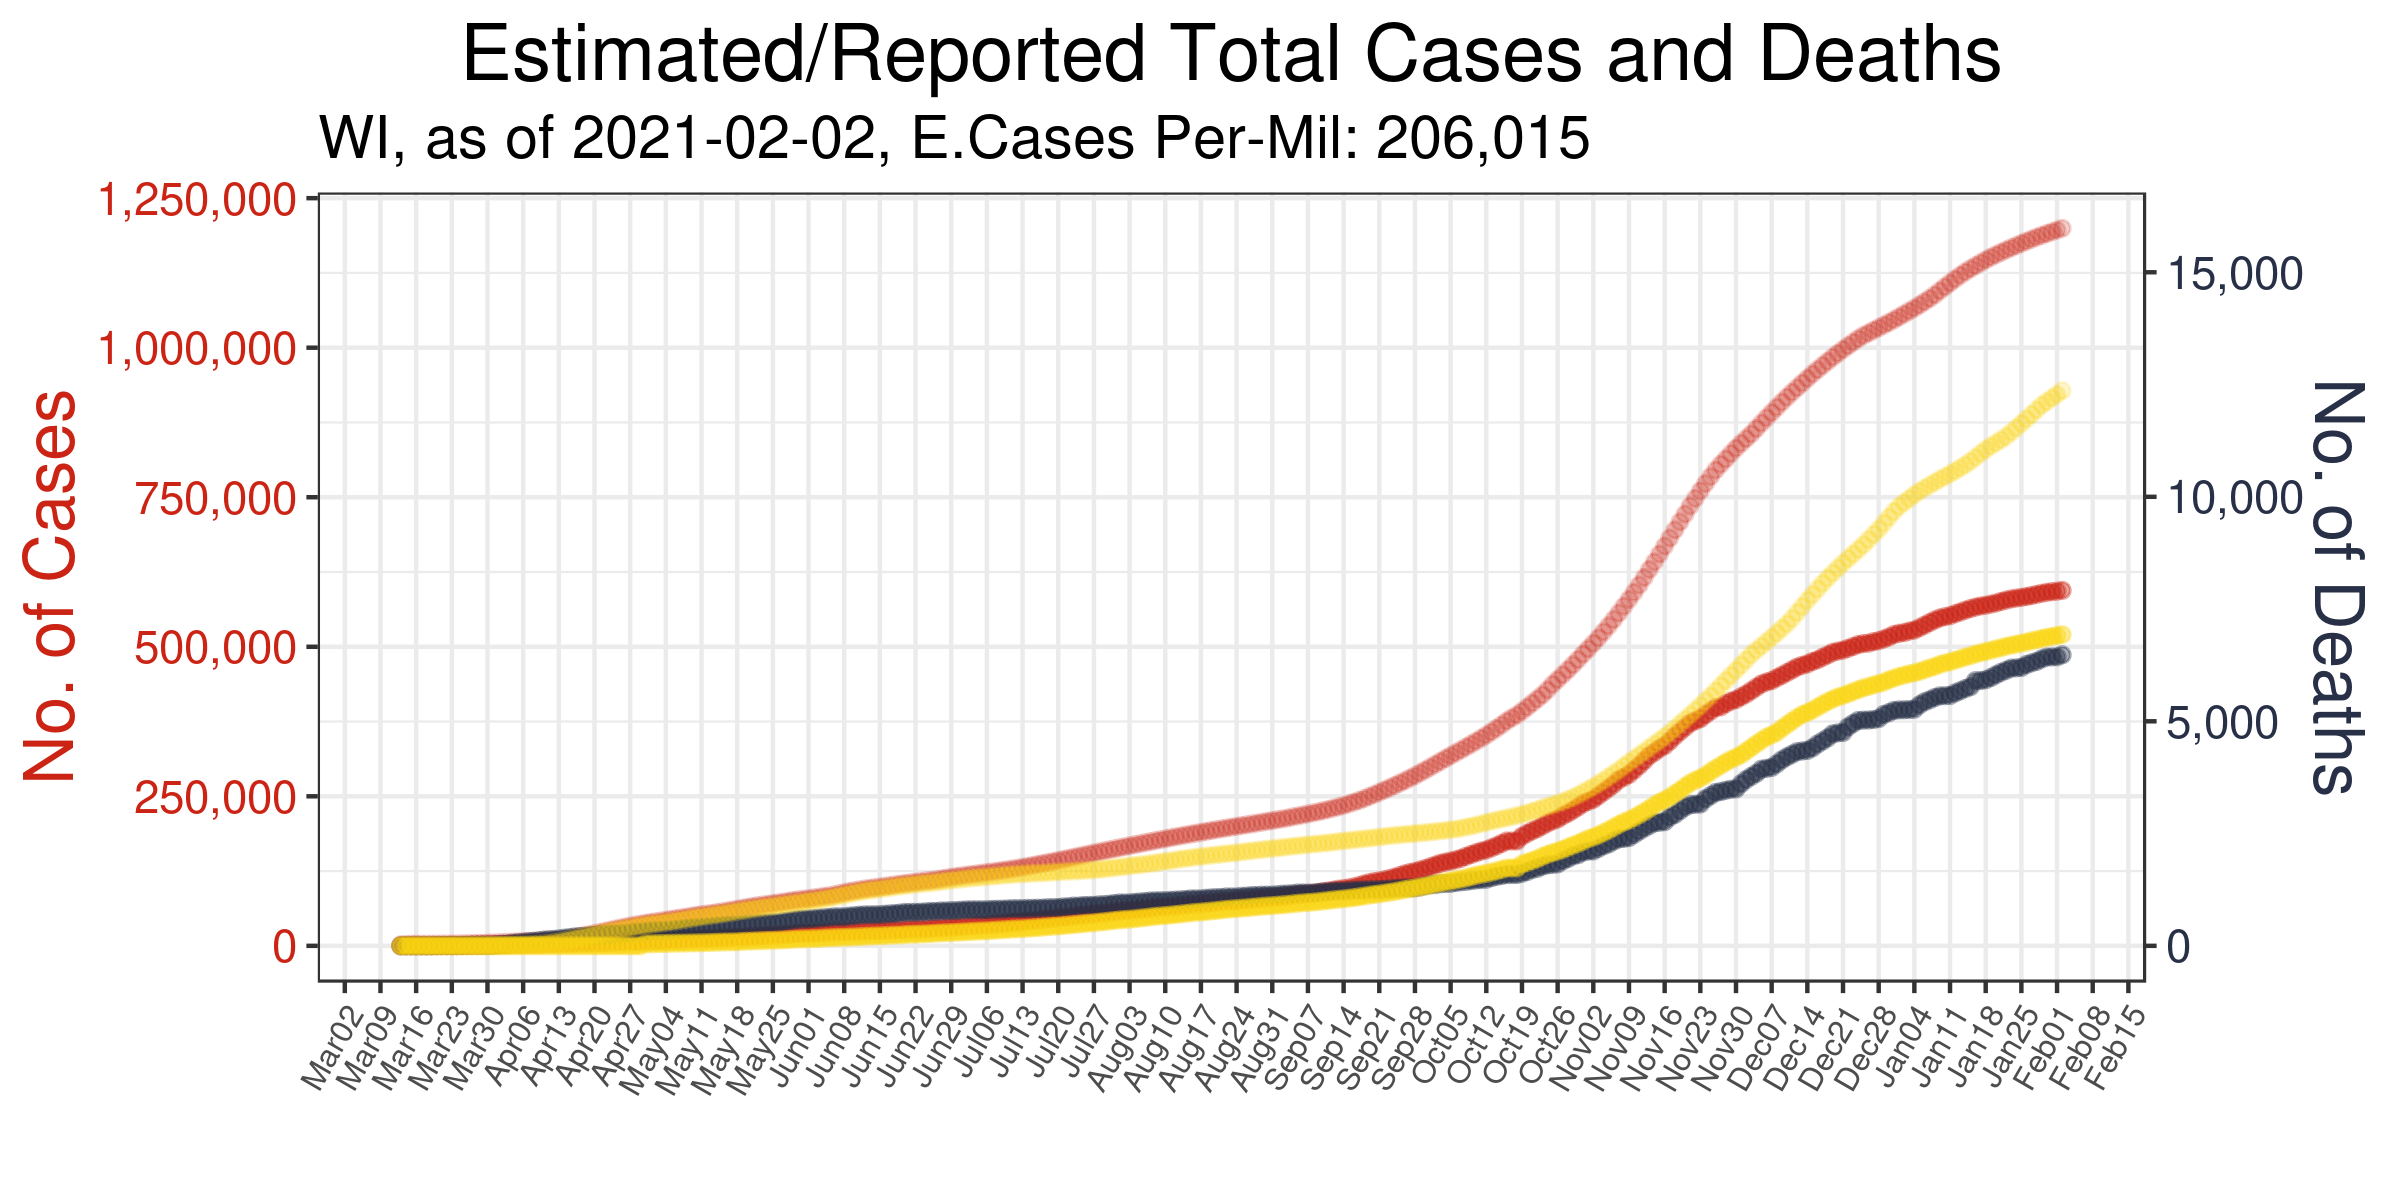 Estimated/Reported Total Cases and Deaths
WI, as of 2021-02-02, E.Cases Per-Mil: 206,015
No. of Cases
1,250,000
1,000,000
750,000
500,000
250,000
0
15,000
10,000
5,000
0
No. of Deaths
Mar02
Mar09
Mar16
Mar23
Mar30
Apr06
Apr13
Apr20
Apr27
May04
May11
May18
May25
Jun01
Jun08
Jun15
Jun22
Jun29
Jul06
Jul13
Jul20
Jul27
Aug03
Aug10
Aug17
Aug24
Aug31
Sep07
Sep14
Sep21
Sep28
Oct05
Oct12
Oct19
Oct26
Nov02
Nov09
Nov16
Nov23
Nov30
Dec07
Dec14
Dec21
Dec28
Jan04
Jan11
Jan18
Jan25
Feb01
Feb08
Feb15